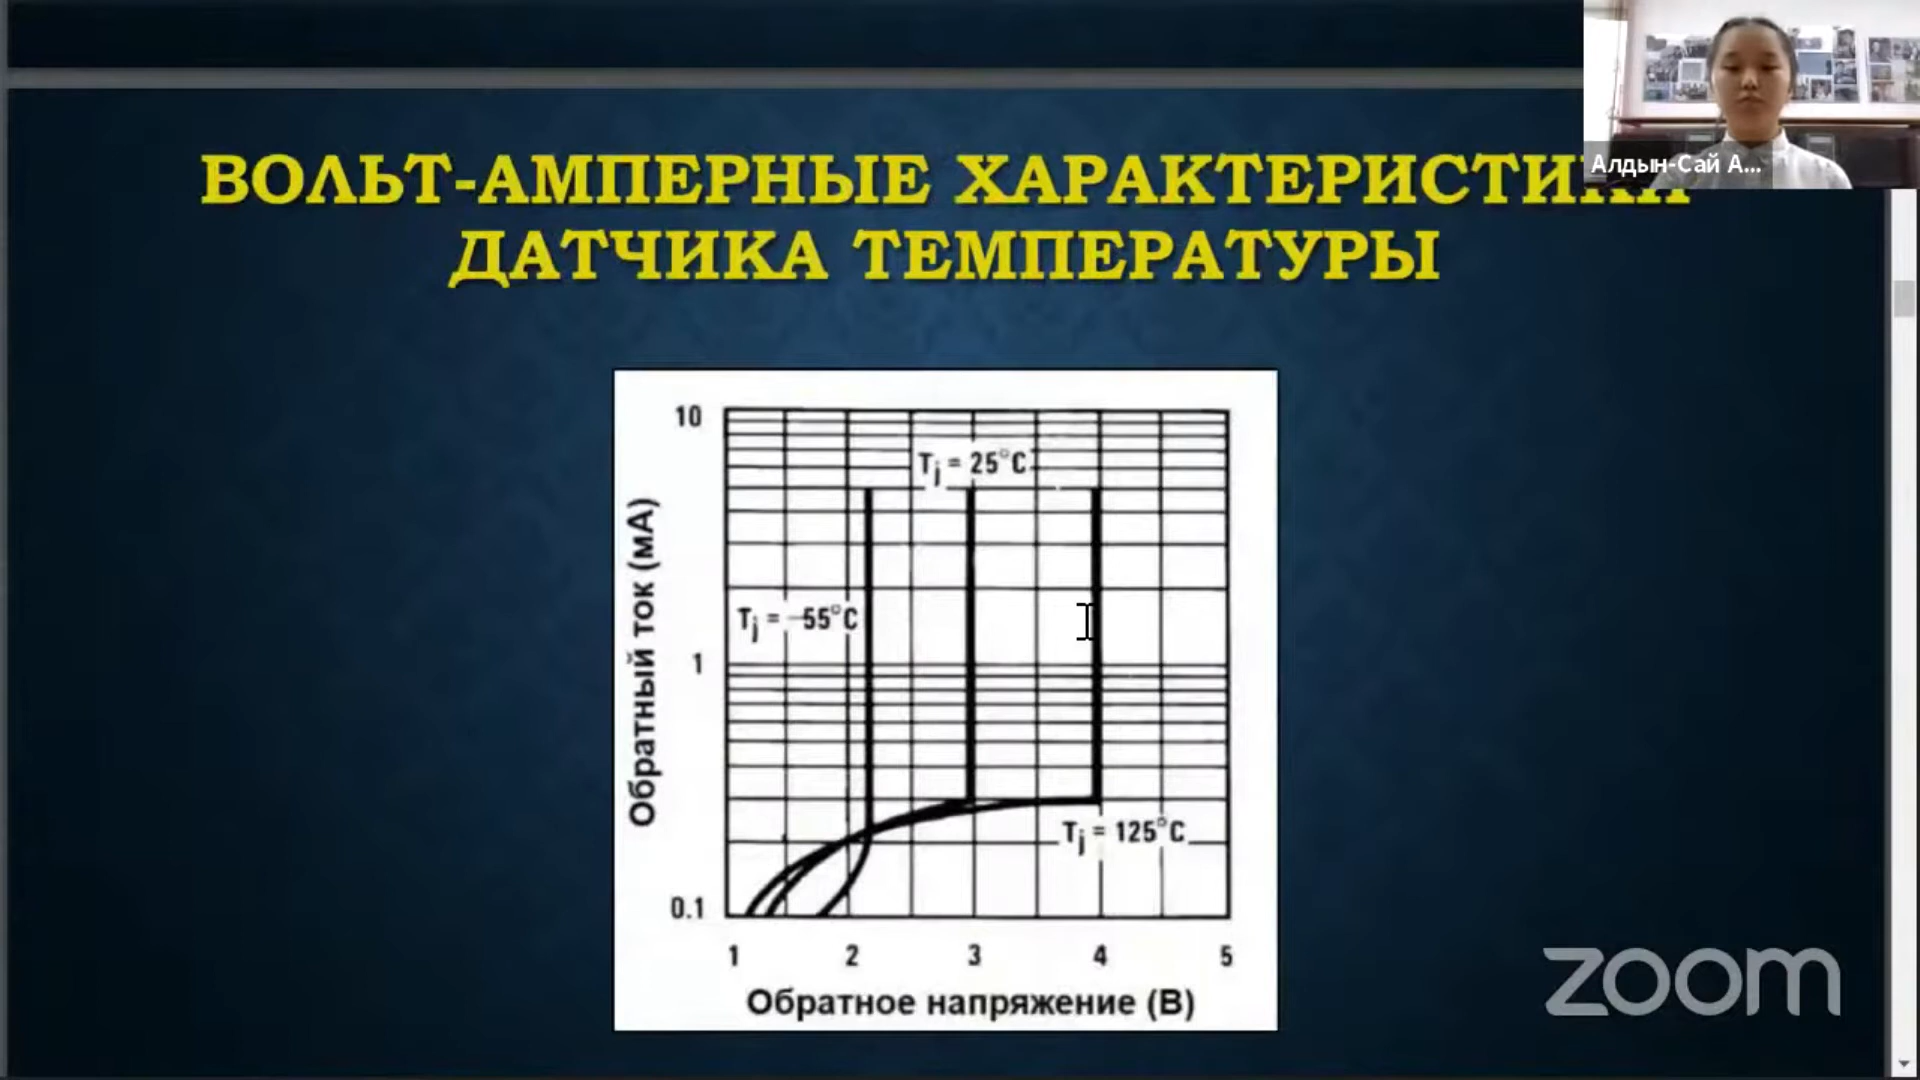 Алдын-Сай А...
ВОЛЬТ-АМПЕРНЫЕ ХАРАКТЕРИСТИКИ
ДАТЧИКА ТЕМПЕРАТУРЫ
10
Tj = 25°C
Tj = -55°C
1
Tj = 125°C
0.1
1 2 3 4 5
Обратный ток (мА)
Обратное напряжение (В)
zoom